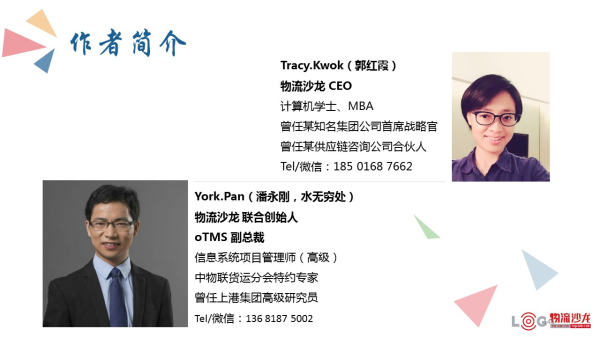 作者简介
Tracy.Kwok（郭红霞）
物流沙龙 CEO
计算机学士、MBA
曾任某知名集团公司首席战略官
曾任某供应链咨询公司合伙人
Tel/微信：185 0168 7662
York.Pan（潘永刚，水无穷处）
物流沙龙 联合创始人
oTMS 副总裁
信息系统项目管理师（高级）
中物联货运分会特约专家
曾任上港集团高级研究员
Tel/微信：136 8187 5002
物流沙龙